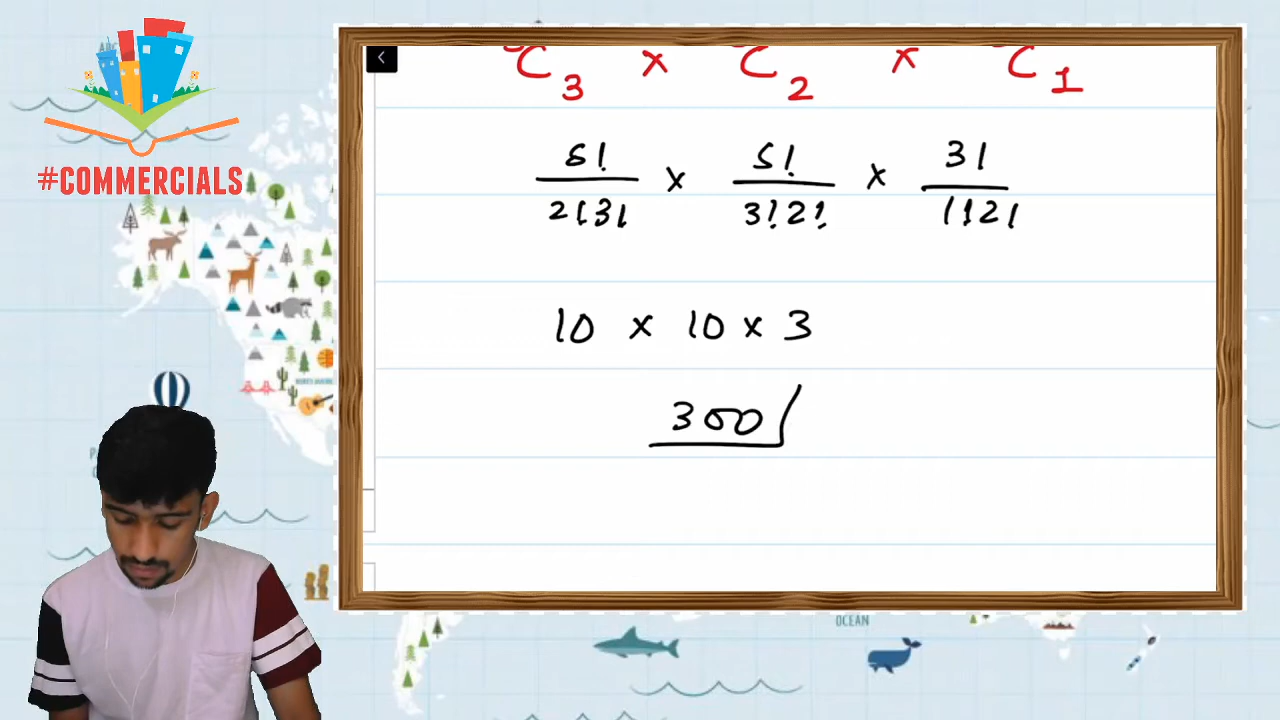 #COMMERCIALS
C₃ × C₂ × C₁
5!/2!3! × 5!/3!2! × 3!/1!2!
10 × 10 × 3
300
OCEAN